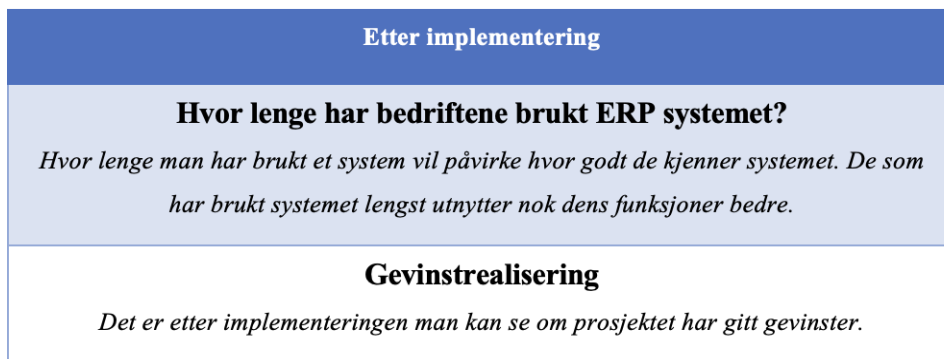 Etter implementering
Hvor lenge har bedriftene brukt ERP systemet?
Hvor lenge man har brukt et system vil påvirke hvor godt de kjenner systemet. De som
har brukt systemet lengst utnytter nok dens funksjoner bedre.
Gevinstrealisering
Det er etter implementeringen man kan se om prosjektet har gitt gevinster.